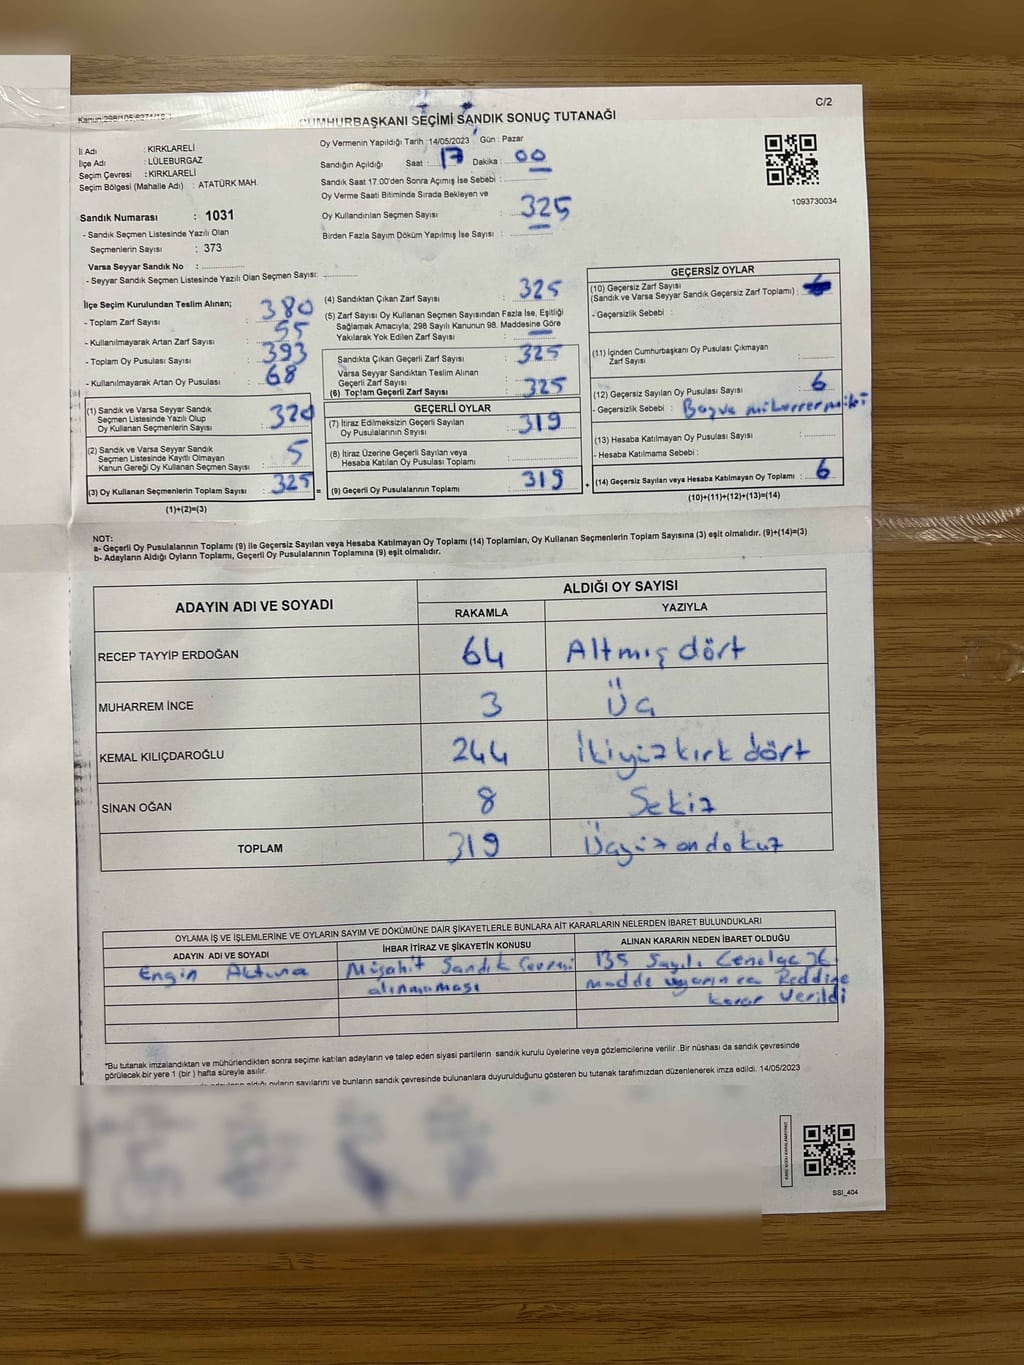 C/2
CUMHURBAŞKANI SEÇİMİ SANDIK SONUÇ TUTANAĞI
İl Adı : KIRKLARELİ
İlçe Adı : LÜLEBURGAZ
Seçim Çevresi : KIRKLARELİ
Seçim Bölgesi (Mahalle Adı) : ATATÜRK MAH.
Sandık Numarası : 1031
- Sandık Seçmen Listesinde Yazılı Olan
Seçmenlerin Sayısı : 373
Varsa Seyyar Sandık No :
- Seyyar Sandık Seçmen Listesinde Yazılı Olan Seçmen Sayısı:
Oy Vermenin Yapıldığı Tarih :14/05/2023 Gün : Pazar
Sandığın Açıldığı Saat : 17 Dakika : 00
Sandık Saat 17:00'den Sonra Açımış İse Sebebi :
Oy Verme Saati Bitiminde Sırada Bekleyen ve
Oy Kullandırılan Seçmen Sayısı : 325
Birden Fazla Sayım Döküm Yapılmış İse Sayısı :
1093730034
İlçe Seçim Kurulundan Teslim Alınan;
- Toplam Zarf Sayısı : 380
- Kullanılmayarak Artan Zarf Sayısı : 55
- Toplam Oy Pusulası Sayısı : 393
- Kullanılmayarak Artan Oy Pusulası : 68
(1) Sandık ve Varsa Seyyar Sandık
Seçmen Listesinde Yazılı Olup
Oy Kullanan Seçmenlerin Sayısı : 320
(2) Sandık ve Varsa Seyyar Sandık
Seçmen Listesinde Kayıtlı Olmayan
Kanun Gereği Oy Kullanan Seçmen Sayısı : 5
(3) Oy Kullanan Seçmenlerin Toplam Sayısı : 325
(1)+(2)=(3)
(4) Sandıktan Çıkan Zarf Sayısı : 325
(5) Zarf Sayısı Oy Kullanan Seçmen Sayısından Fazla İse, Eşitliği
Sağlamak Amacıyla; 298 Sayılı Kanunun 98. Maddesine Göre
Yakılarak Yok Edilen Zarf Sayısı : —
Sandıkta Çıkan Geçerli Zarf Sayısı : 325
Varsa Seyyar Sandıktan Teslim Alınan
Geçerli Zarf Sayısı :
(6) Toplam Geçerli Zarf Sayısı : 325
GEÇERLİ OYLAR
(7) İtiraz Edilmeksizin Geçerli Sayılan
Oy Pusulalarının Sayısı : 319
(8) İtiraz Üzerine Geçerli Sayılan veya
Hesaba Katılan Oy Pusulası Toplamı :
= (9) Geçerli Oy Pusulalarının Toplamı : 319
GEÇERSİZ OYLAR
(10) Geçersiz Zarf Sayısı
(Sandık ve Varsa Seyyar Sandık Geçersiz Zarf Toplamı) :
- Geçersizlik Sebebi :
(11) İçinden Cumhurbaşkanı Oy Pusulası Çıkmayan
Zarf Sayısı :
(12) Geçersiz Sayılan Oy Pusulası Sayısı : 6
- Geçersizlik Sebebi :
(13) Hesaba Katılmayan Oy Pusulası Sayısı :
- Hesaba Katılmama Sebebi :
+ (14) Geçersiz Sayılan veya Hesaba Katılmayan Oy Toplamı : 6
(10)+(11)+(12)+(13)=(14)
NOT:
a- Geçerli Oy Pusulalarının Toplamı (9) ile Geçersiz Sayılan veya Hesaba Katılmayan Oy Toplamı (14) Toplamları, Oy Kullanan Seçmenlerin Toplam Sayısına (3) eşit olmalıdır. (9)+(14)=(3)
b- Adayların Aldığı Oyların Toplamı, Geçerli Oy Pusulalarının Toplamına (9) eşit olmalıdır.
ADAYIN ADI VE SOYADI ALDIĞI OY SAYISI
RAKAMLA YAZIYLA
RECEP TAYYİP ERDOĞAN 64 Altmış dört
MUHARREM İNCE 3 Üç
KEMAL KILIÇDAROĞLU 244 İkiyüz kırk dört
SİNAN OĞAN 8 Sekiz
TOPLAM 319 Üçyüz on dokuz
OYLAMA İŞ VE İŞLEMLERİNE VE OYLARIN SAYIM VE DÖKÜMÜNE DAİR ŞİKAYETLERLE BUNLARA AİT KARARLARIN NELERDEN İBARET BULUNDUKLARI
ADAYIN ADI VE SOYADI İHBAR İTİRAZ VE ŞİKAYETİN KONUSU ALINAN KARARIN NEDEN İBARET OLDUĞU
Engin Müşahit Sandık Çevresi 135 Sayılı Genelge
alınmaması madde uyarınca Reddine
karar verildi
*Bu tutanak imzalandıktan ve mühürlendikten sonra seçime katılan adayların ve talep eden siyasi partilerin sandık kurulu üyelerine veya gözlemcilerine verilir .Bir nüshası da sandık çevresinde
görülecek bir yere 1 (bir ) hafta süreyle asılır.
oyların sayılarını ve bunların sandık çevresinde bulunanlara duyurulduğunu gösteren bu tutanak tarafımızdan düzenlenerek imza edildi. 14/05/2023
SSI_404